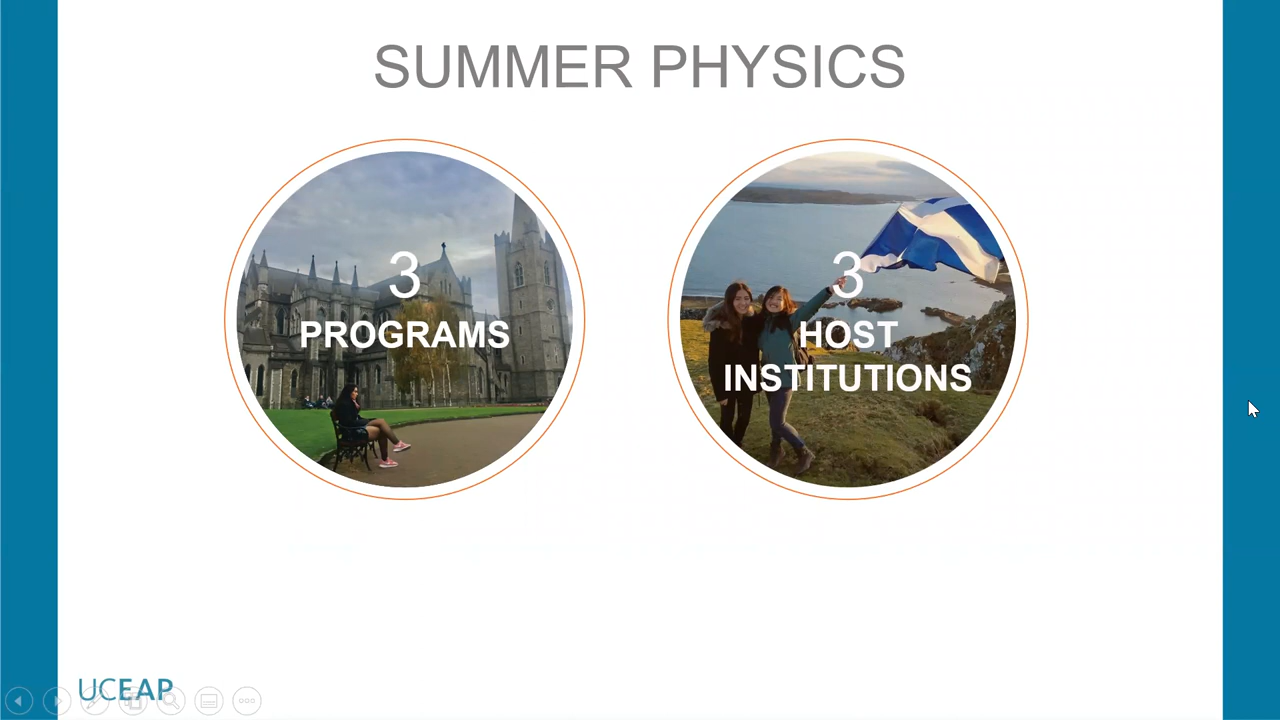 SUMMER PHYSICS
3
PROGRAMS
3
HOST
INSTITUTIONS
UCEAP